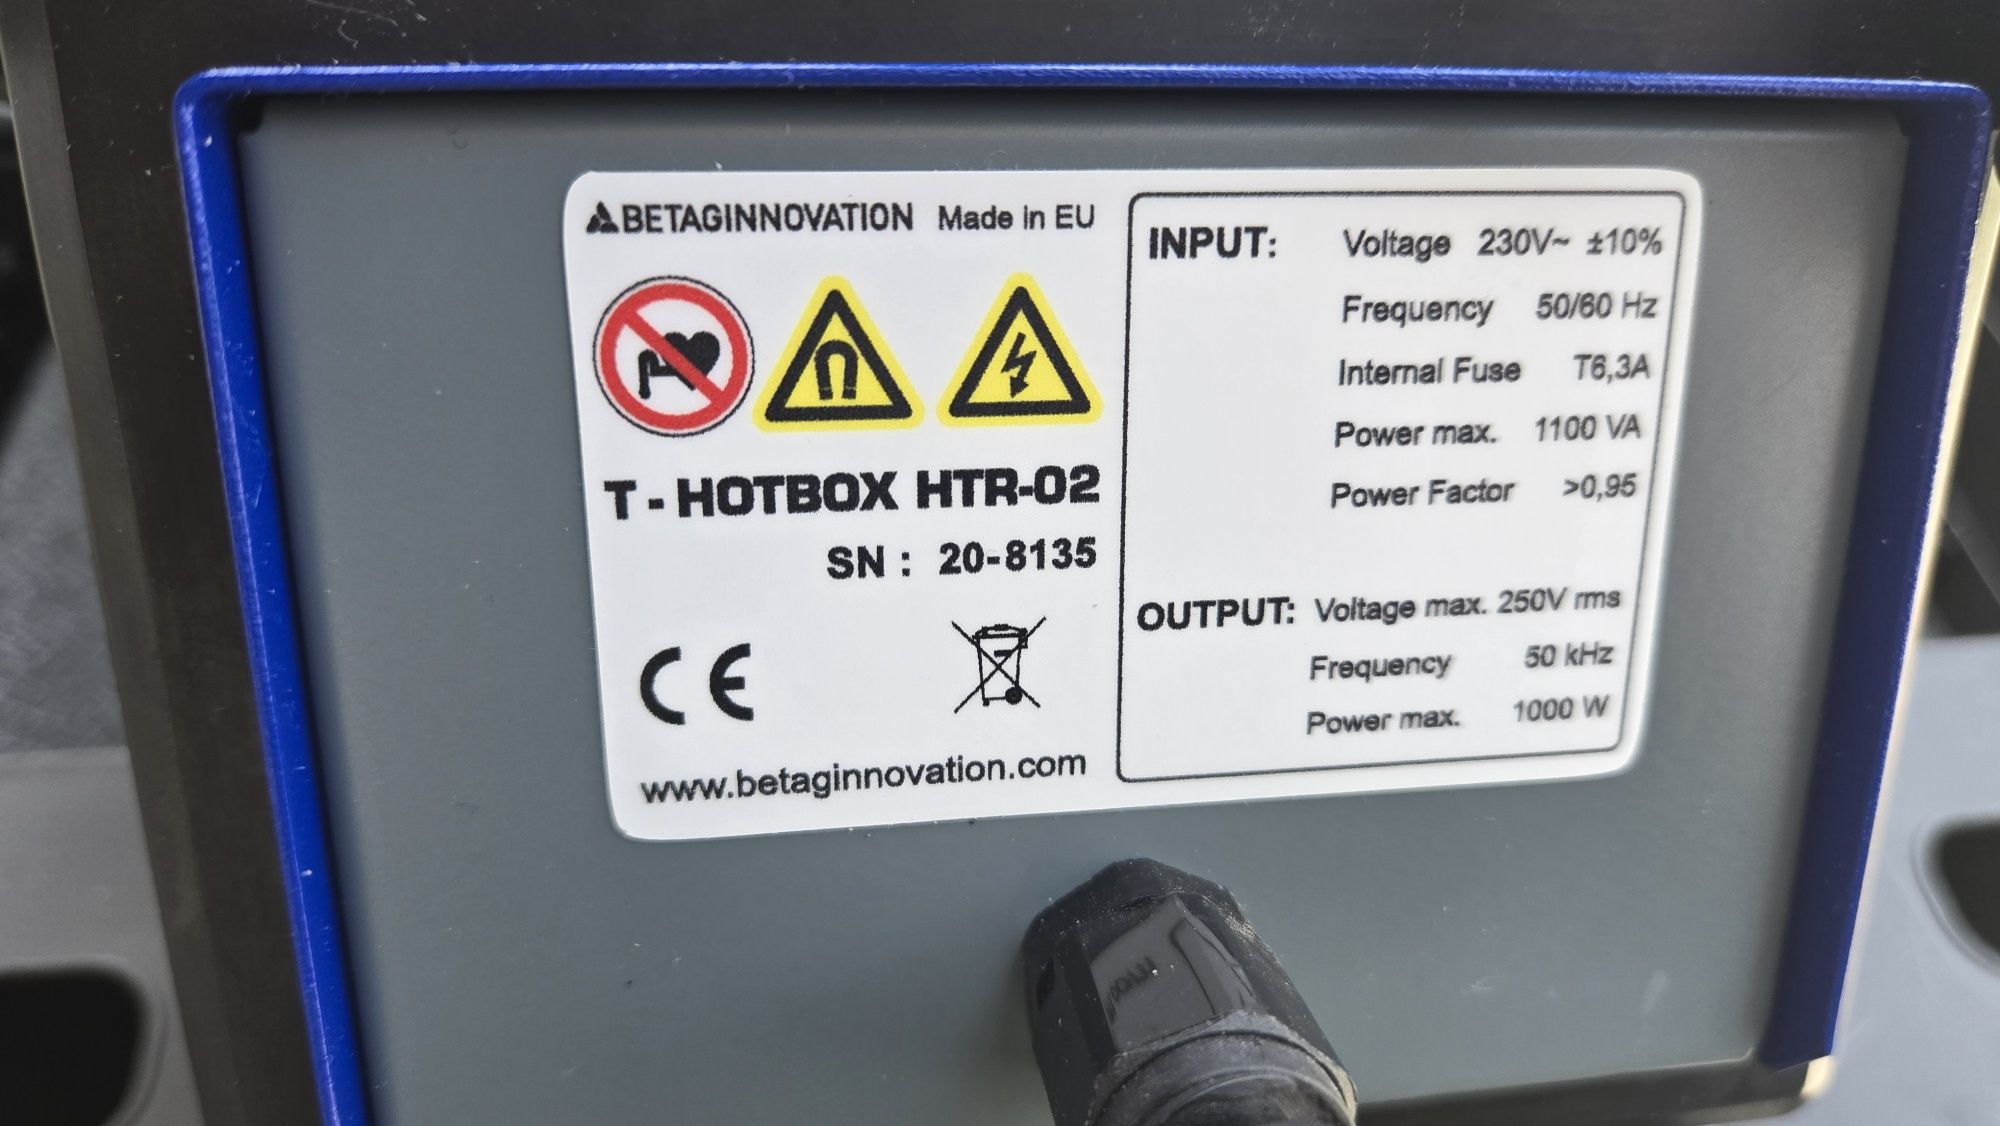 BETAGINNOVATION Made in EU
T - HOTBOX HTR-02
SN : 20-8135
CE
www.betaginnovation.com
INPUT: Voltage 230V~ ±10%
Frequency 50/60 Hz
Internal Fuse T6,3A
Power max. 1100 VA
Power Factor >0,95
OUTPUT: Voltage max. 250V rms
Frequency 50 kHz
Power max. 1000 W